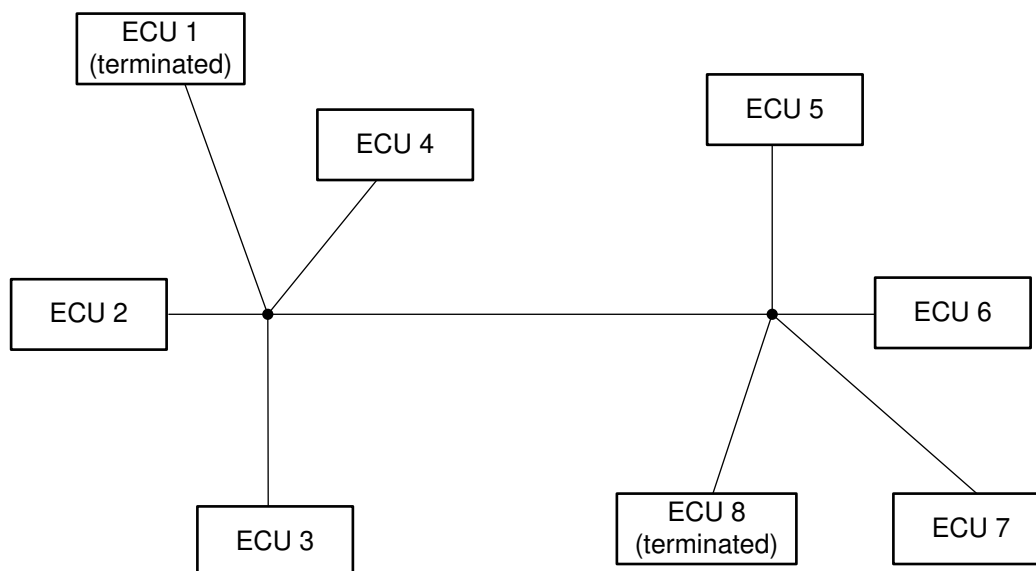 ECU 1
(terminated)
ECU 4
ECU 5
ECU 2
ECU 6
ECU 3
ECU 8
(terminated)
ECU 7